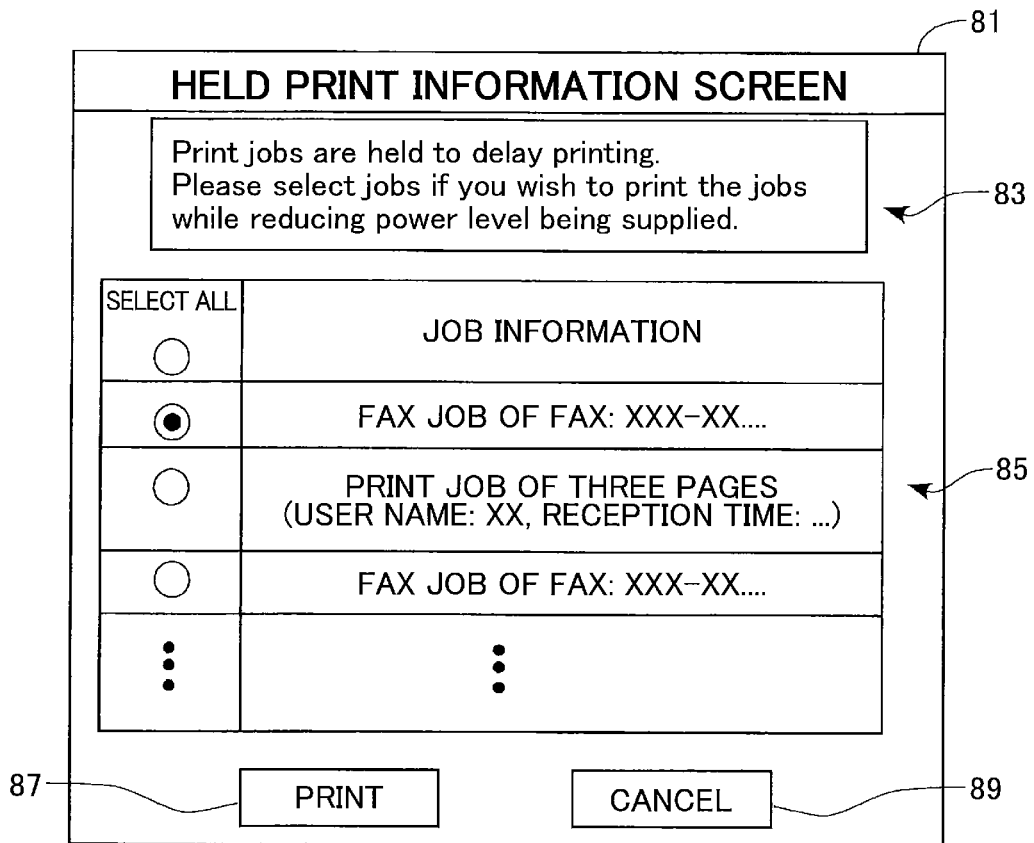 81
HELD PRINT INFORMATION SCREEN
Print jobs are held to delay printing.
Please select jobs if you wish to print the jobs
while reducing power level being supplied.
83
SELECT ALL
JOB INFORMATION
FAX JOB OF FAX: XXX-XX....
PRINT JOB OF THREE PAGES
(USER NAME: XX, RECEPTION TIME: ...)
85
FAX JOB OF FAX: XXX-XX....
87
PRINT
CANCEL
89